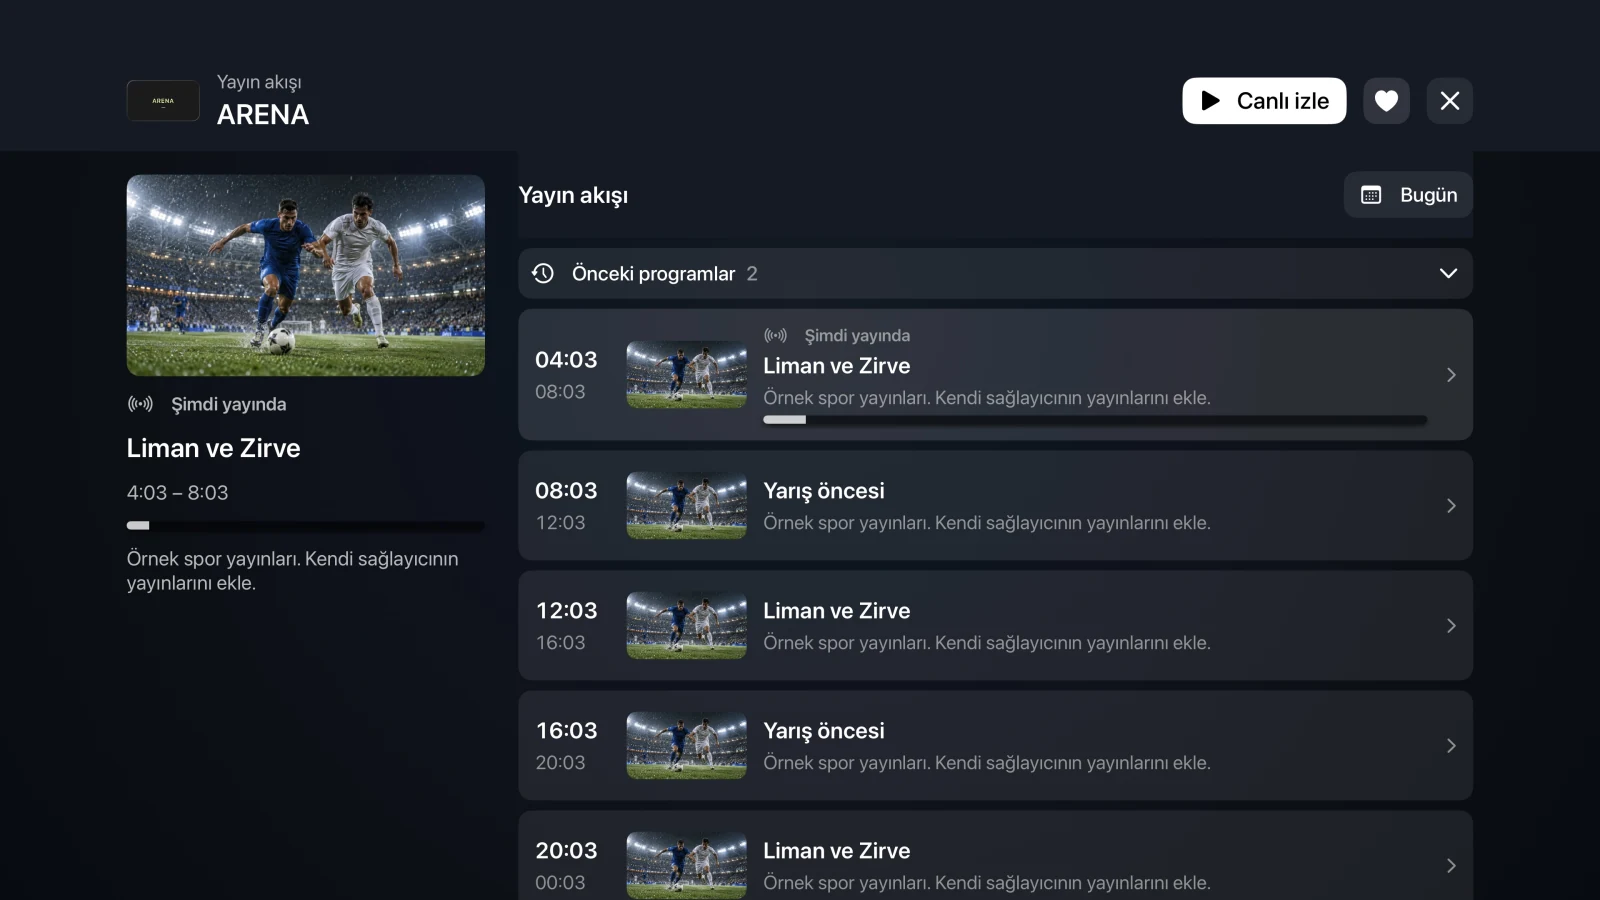 ARENA
Yayın akışı
ARENA
Canlı izle
Şimdi yayında
Liman ve Zirve
4:03 – 8:03
Örnek spor yayınları. Kendi sağlayıcının
yayınlarını ekle.
Yayın akışı
Bugün
Önceki programlar 2
04:03
08:03
Şimdi yayında
Liman ve Zirve
Örnek spor yayınları. Kendi sağlayıcının yayınlarını ekle.
08:03
12:03
Yarış öncesi
Örnek spor yayınları. Kendi sağlayıcının yayınlarını ekle.
12:03
16:03
Liman ve Zirve
Örnek spor yayınları. Kendi sağlayıcının yayınlarını ekle.
16:03
20:03
Yarış öncesi
Örnek spor yayınları. Kendi sağlayıcının yayınlarını ekle.
20:03
00:03
Liman ve Zirve
Örnek spor yayınları. Kendi sağlayıcının yayınlarını ekle.